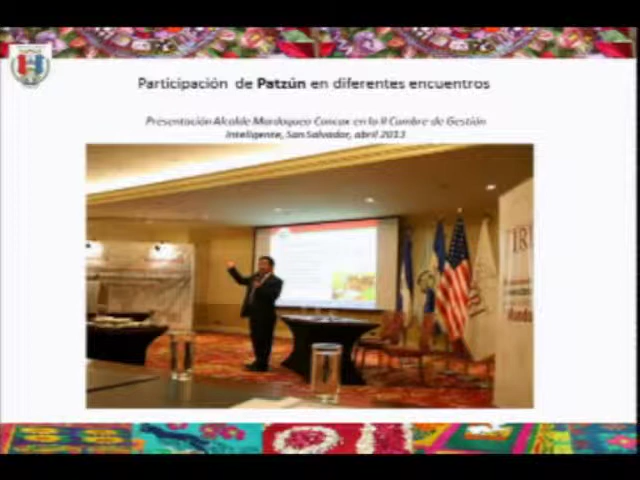 Participación de Patzún en diferentes encuentros
Presentación Alcalde Mardoqueo Cancax en la II Cumbre de Gestión
Inteligente, San Salvador, abril 2013